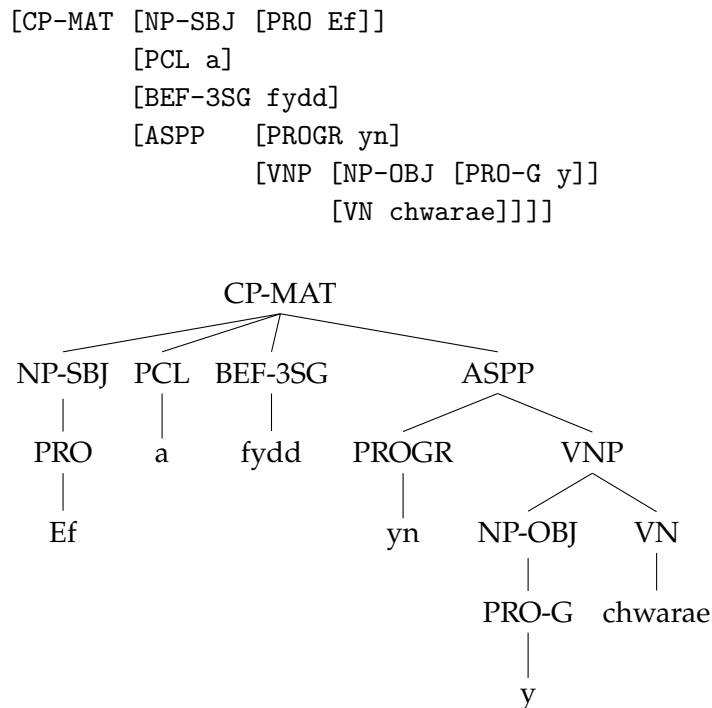 [CP-MAT [NP-SBJ [PRO Ef]]
[PCL a]
[BEF-3SG fydd]
[ASPP [PROGR yn]
[VNP [NP-OBJ [PRO-G y]]
[VN chwarae]]]]
CP-MAT
NP-SBJ PCL BEF-3SG ASPP
PRO a fydd PROGR VNP
Ef yn NP-OBJ VN
PRO-G chwarae
y